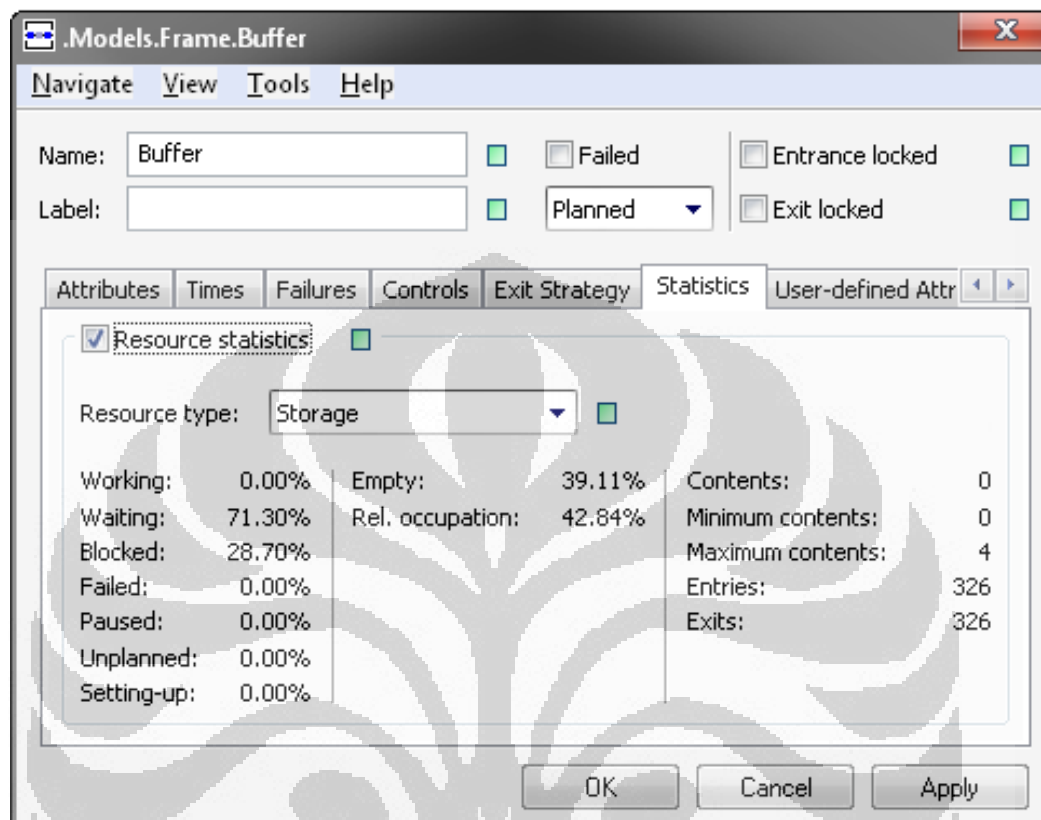 .Models.Frame.Buffer
Navigate View Tools Help
Name: Buffer Failed Entrance locked
Label: Planned Exit locked
Attributes Times Failures Controls Exit Strategy Statistics User-defined Attr
Resource statistics
Resource type: Storage
Working: 0.00% Empty: 39.11% Contents: 0
Waiting: 71.30% Rel. occupation: 42.84% Minimum contents: 0
Blocked: 28.70% Maximum contents: 4
Failed: 0.00% Entries: 326
Paused: 0.00% Exits: 326
Unplanned: 0.00%
Setting-up: 0.00%
OK Cancel Apply